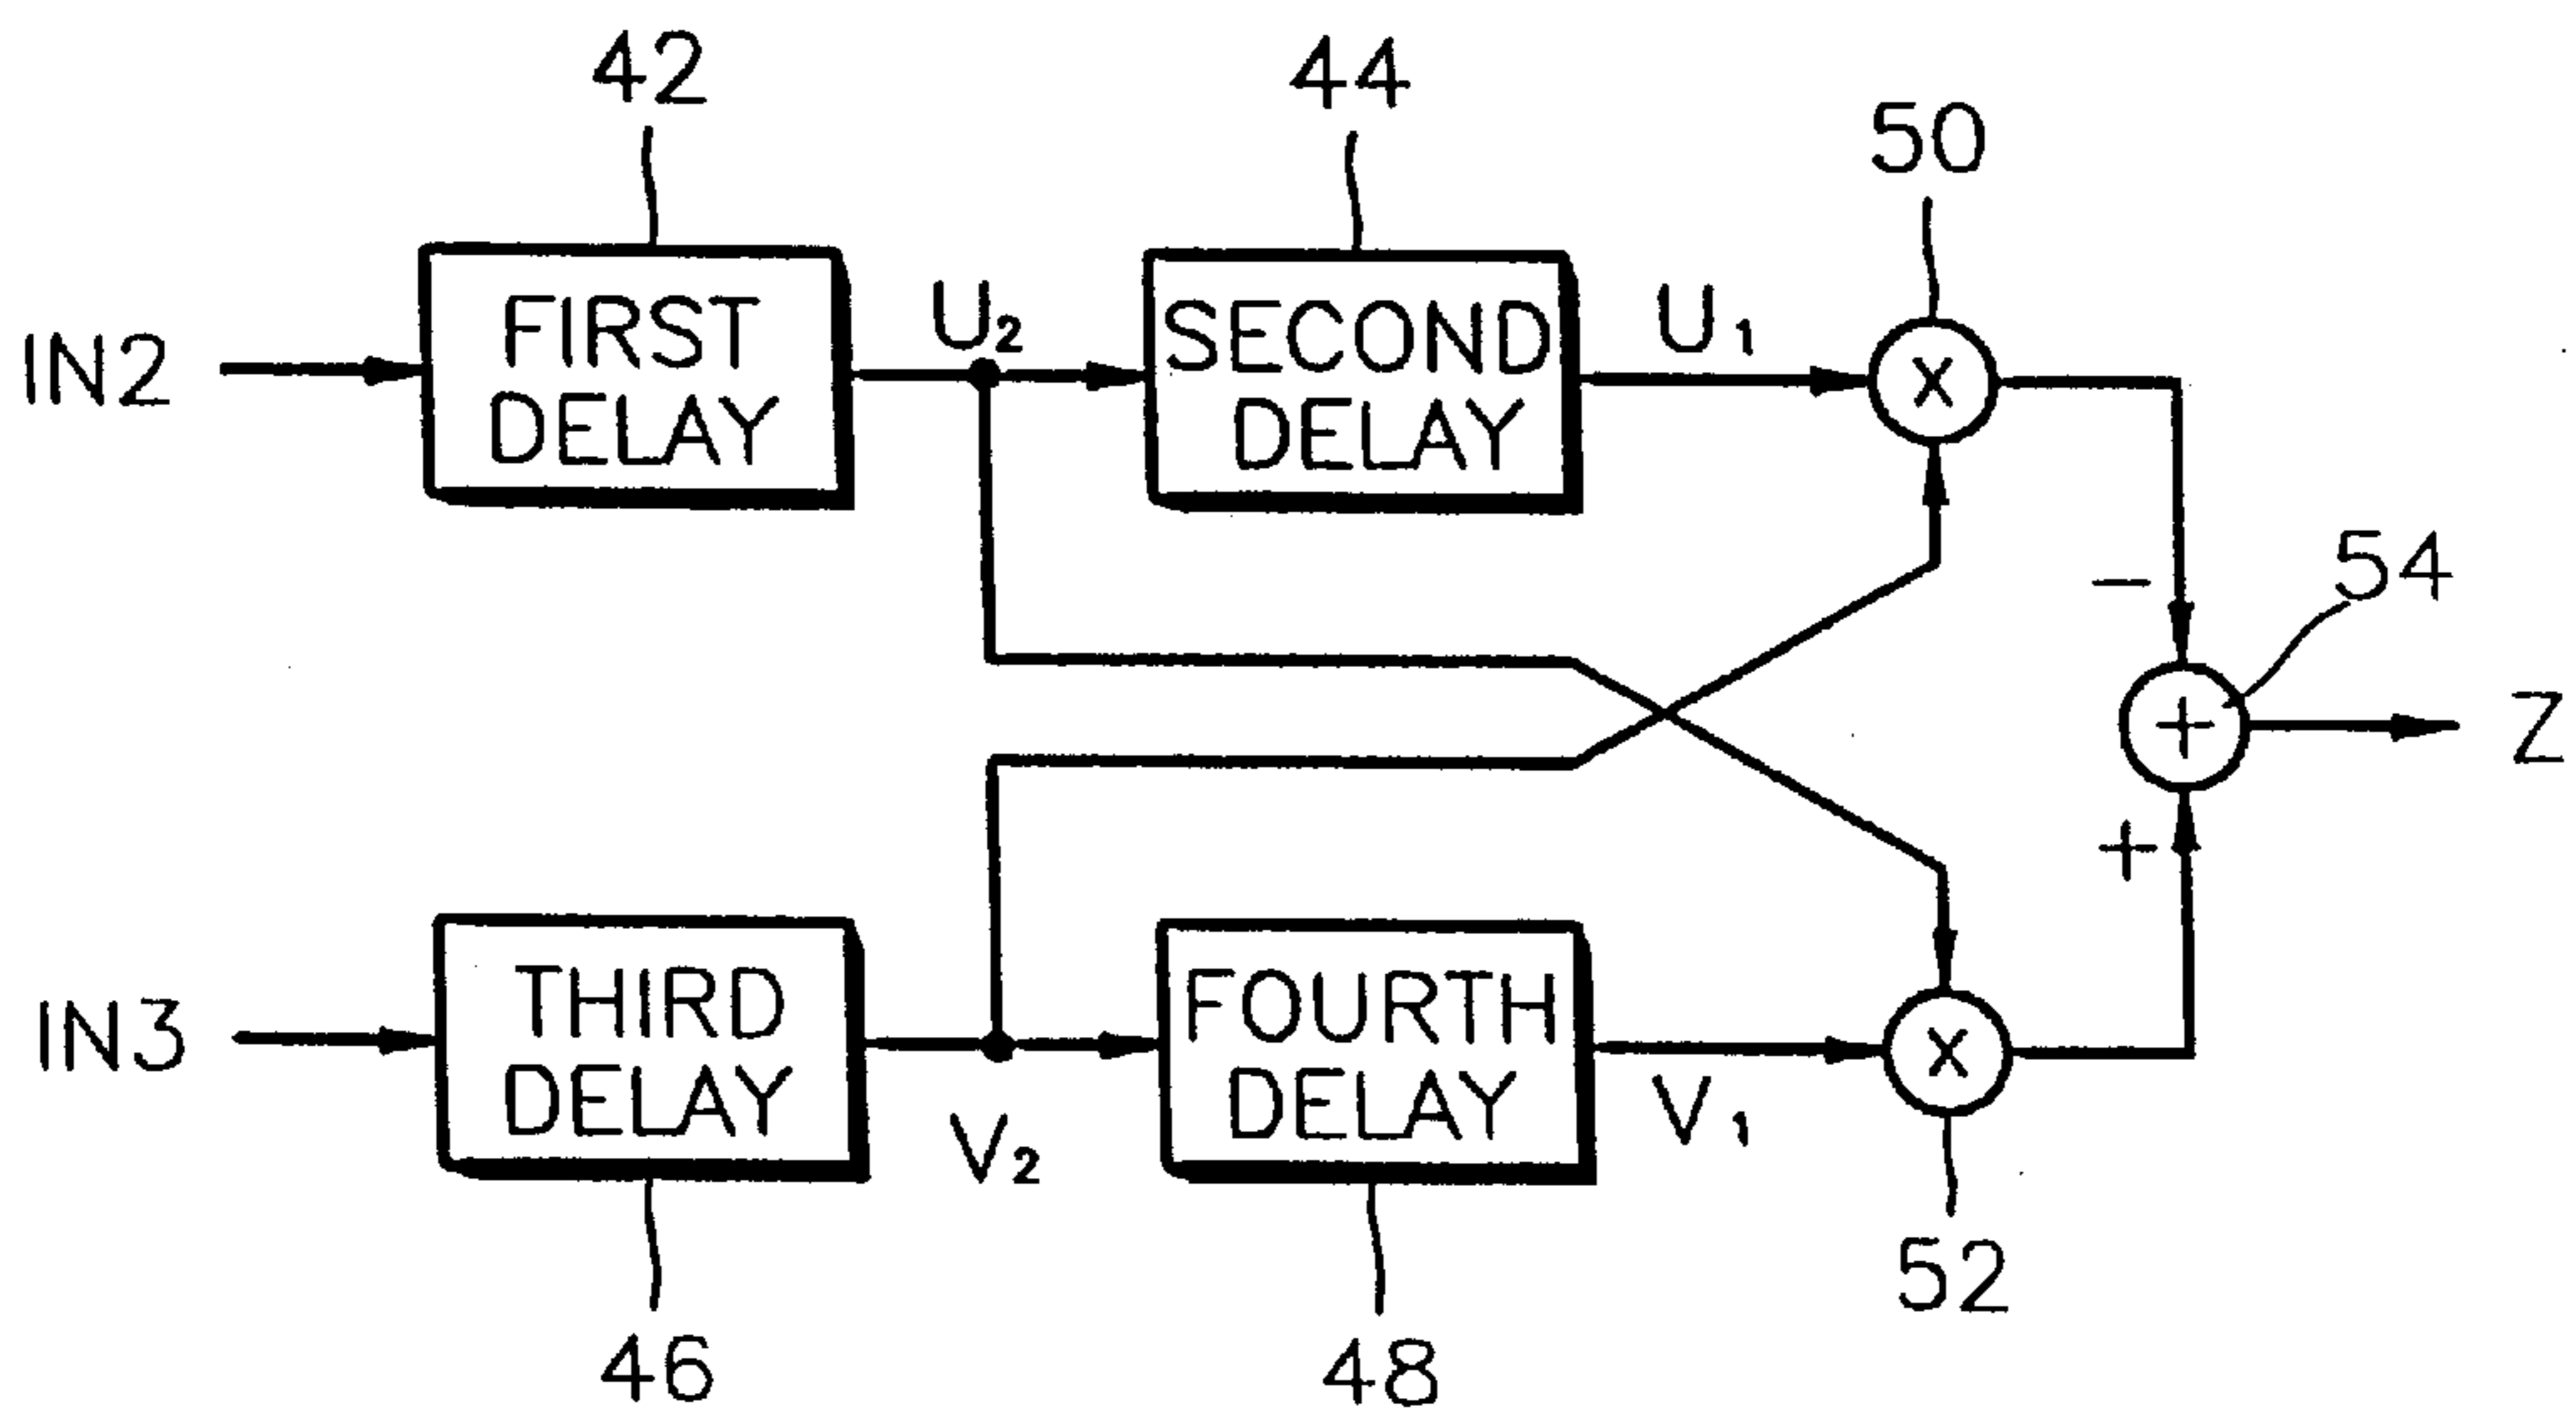 42
44
50
IN2
FIRST
DELAY
U₂
SECOND
DELAY
U₁
X
−
54
+
Z
+
IN3
THIRD
DELAY
V₂
FOURTH
DELAY
V₁
X
52
46
48